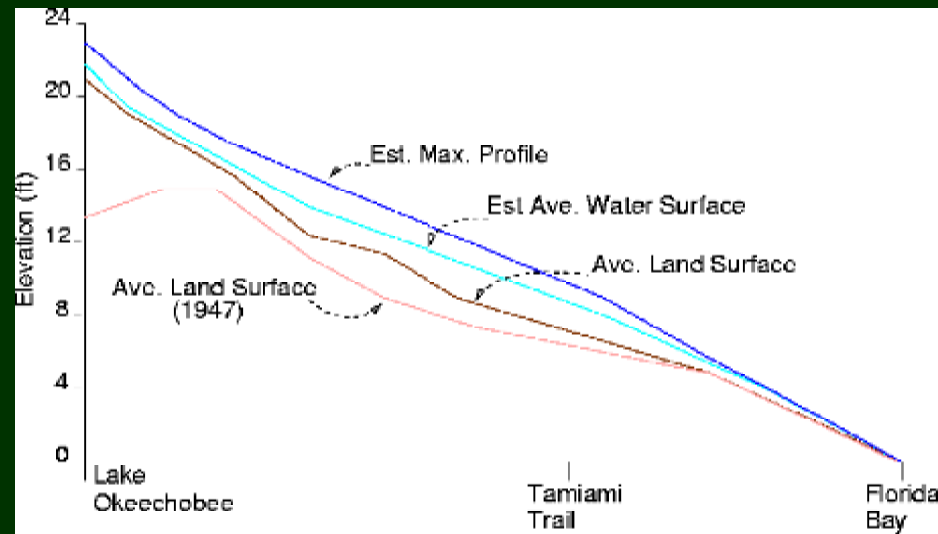 24
20
16
12
8
4
0
Elevation (ft)
Est. Max. Profile
Est Ave. Water Surface
Ave. Land Surface
Ave. Land Surface
(1947)
Lake
Okeechobee
Tamiami
Trail
Florida
Bay